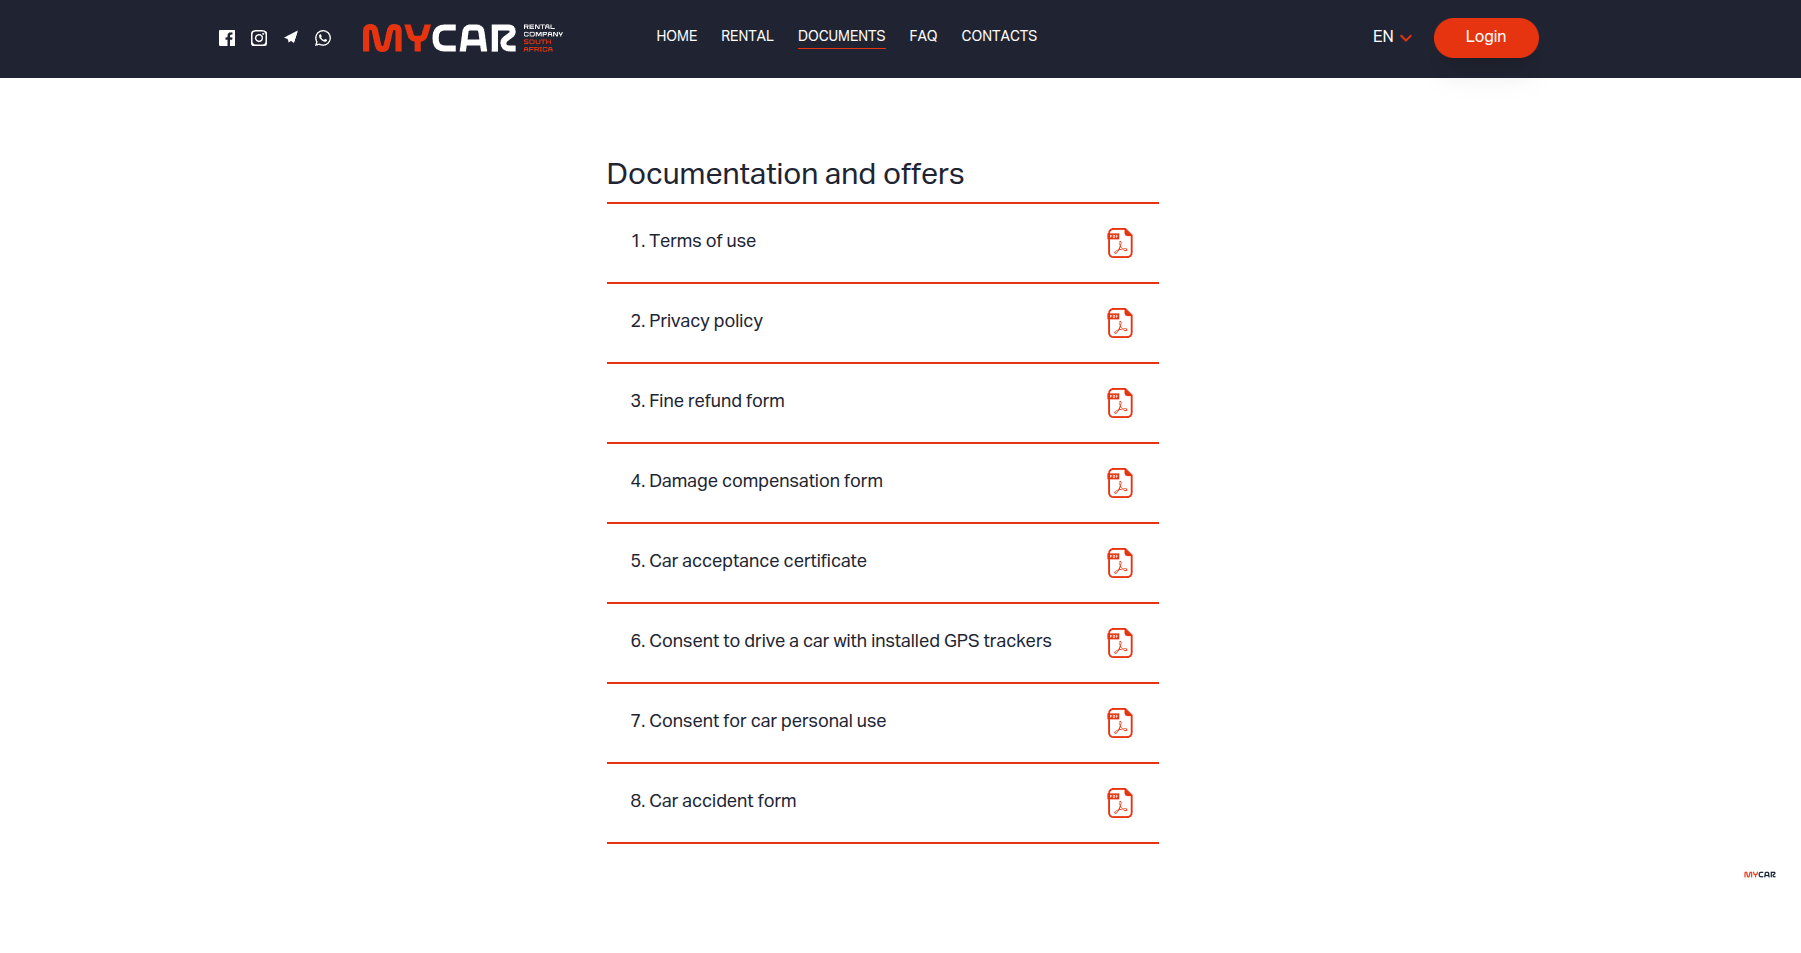 MYCAR
RENTAL
COMPANY
SOUTH
AFRICA
HOME
RENTAL
DOCUMENTS
FAQ
CONTACTS
EN
Login
Documentation and offers
1. Terms of use
2. Privacy policy
3. Fine refund form
4. Damage compensation form
5. Car acceptance certificate
6. Consent to drive a car with installed GPS trackers
7. Consent for car personal use
8. Car accident form
MYCAR